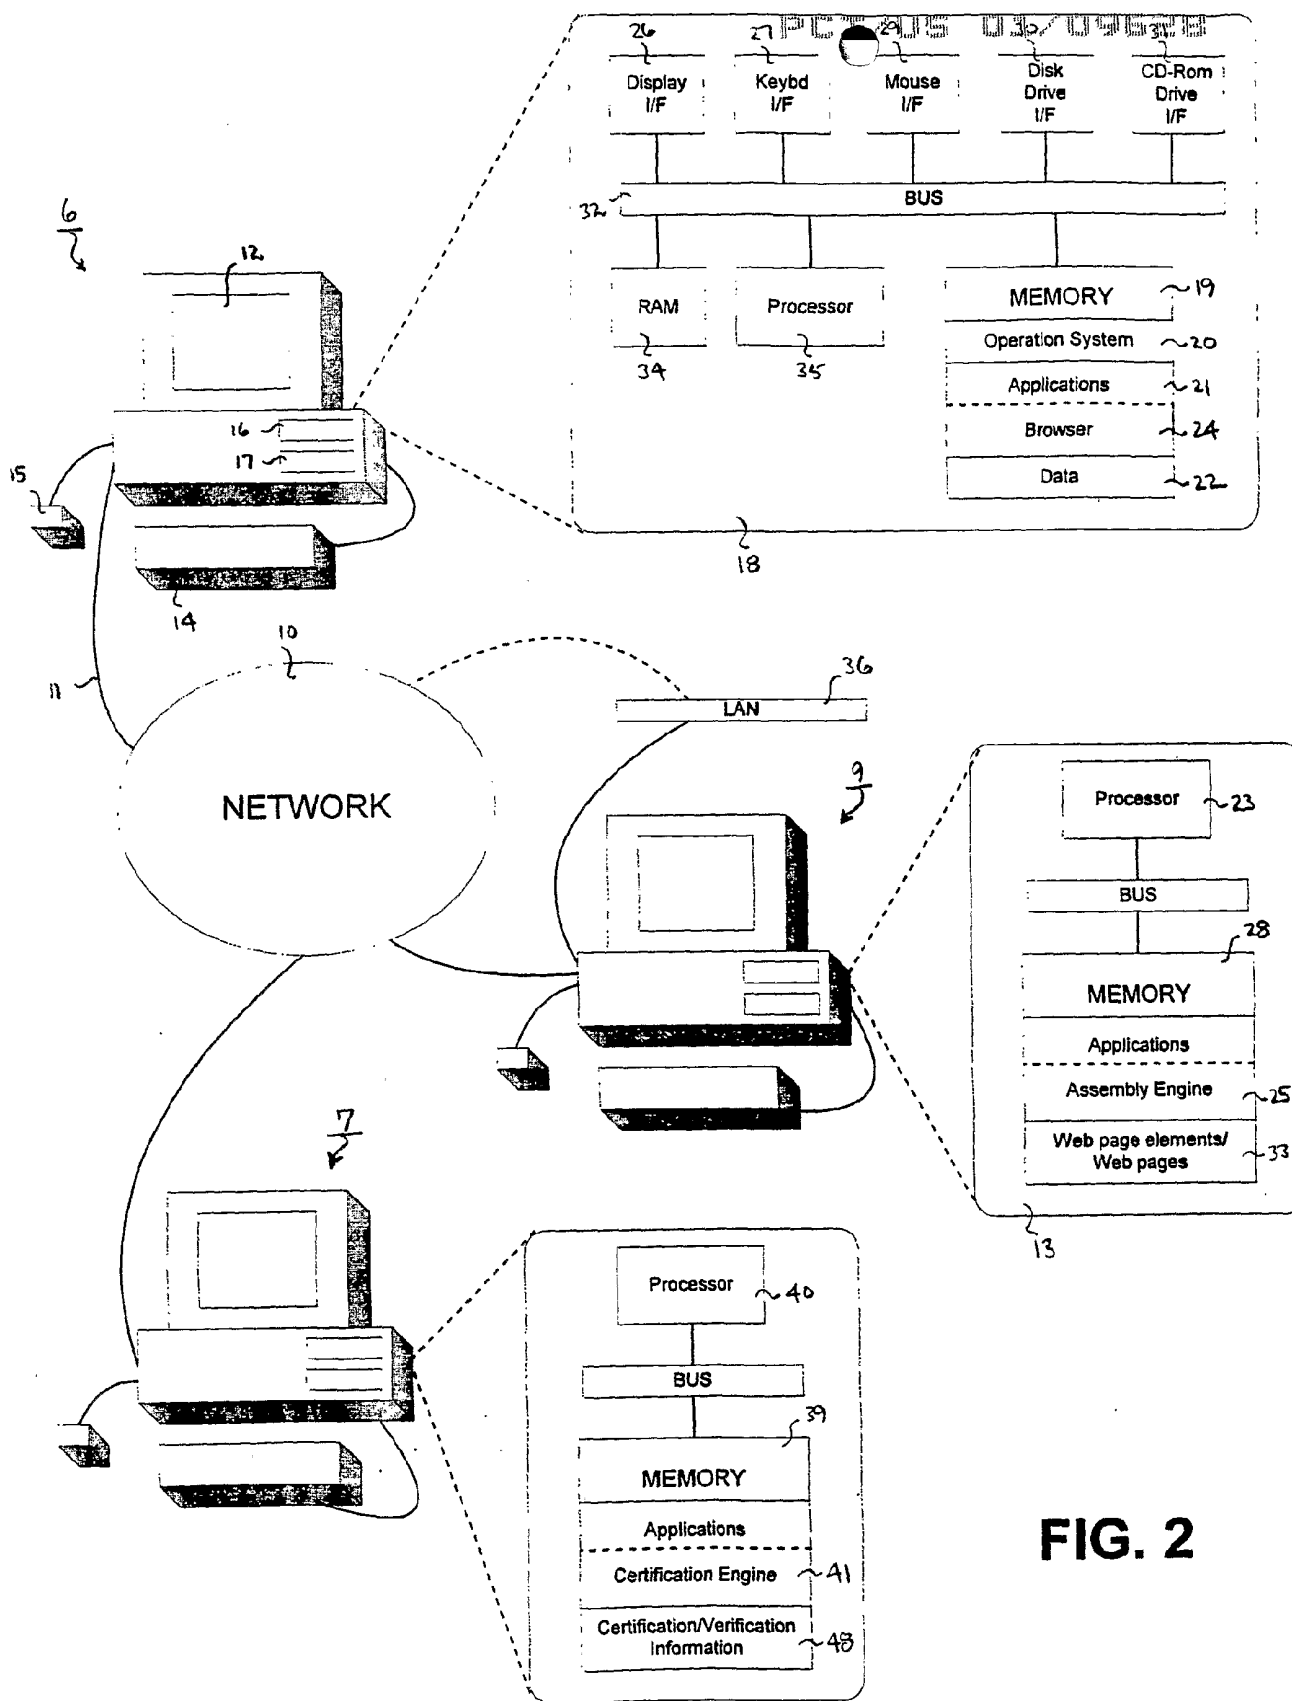 PCT/US 03/09628
26 27 29 30 31
Display I/F
Keybd I/F
Mouse I/F
Disk Drive I/F
CD-Rom Drive I/F
32
BUS
6
12
RAM
34
Processor
35
MEMORY
19
Operation System
20
Applications
21
Browser
24
Data
22
16
17
15
14
18
11
10
NETWORK
36
LAN
9
Processor
23
BUS
28
MEMORY
Applications
Assembly Engine
25
Web page elements/
Web pages
33
13
7
Processor
40
BUS
39
MEMORY
Applications
Certification Engine
41
Certification/Verification
Information
48
FIG. 2